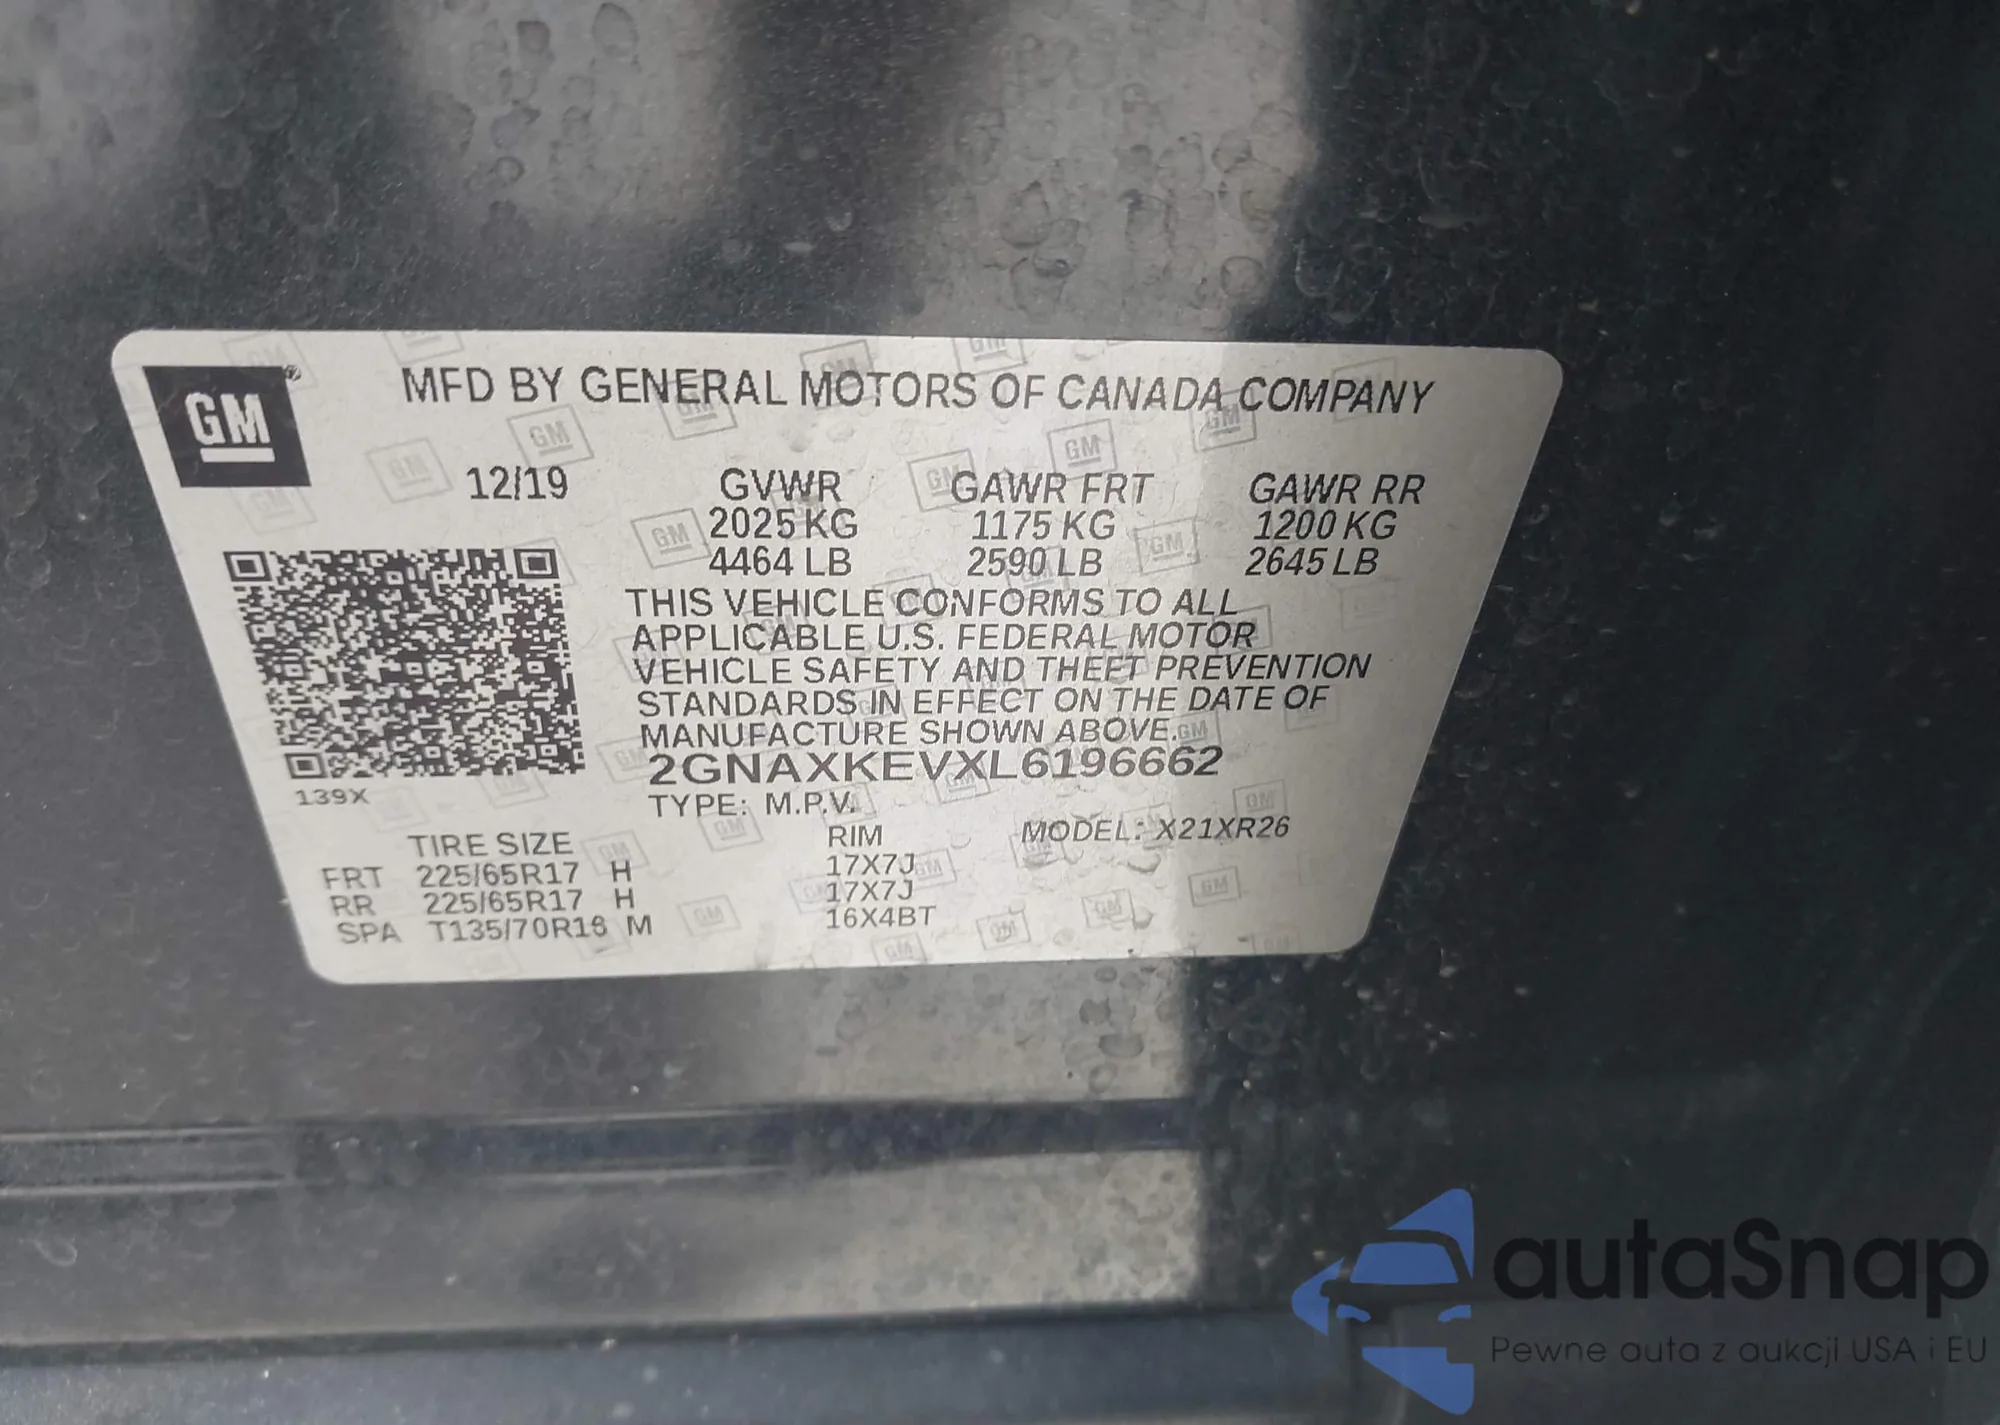 GM
MFD BY GENERAL MOTORS OF CANADA COMPANY
12/19 GVWR GAWR FRT GAWR RR
2025 KG 1175 KG 1200 KG
4464 LB 2590 LB 2645 LB
THIS VEHICLE CONFORMS TO ALL
APPLICABLE U.S. FEDERAL MOTOR
VEHICLE SAFETY AND THEFT PREVENTION
STANDARDS IN EFFECT ON THE DATE OF
MANUFACTURE SHOWN ABOVE.
2GNAXKEVXL6196662
139X
TYPE: M.P.V.
TIRE SIZE RIM MODEL: X21XR26
FRT 225/65R17 H 17X7J
RR 225/65R17 H 17X7J
SPA T135/70R16 M 16X4BT
autaSnap
Pewne auta z aukcji USA i EU